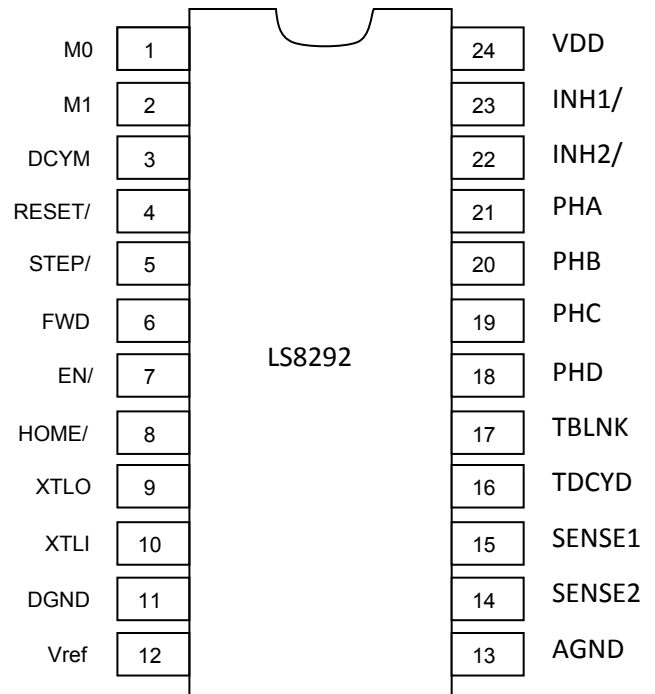 M0 1 24 VDD
M1 2 23 INH1/
DCYM 3 22 INH2/
RESET/ 4 21 PHA
STEP/ 5 20 PHB
FWD 6 19 PHC
LS8292
EN/ 7 18 PHD
HOME/ 8 17 TBLNK
XTLO 9 16 TDCYD
XTLI 10 15 SENSE1
DGND 11 14 SENSE2
Vref 12 13 AGND